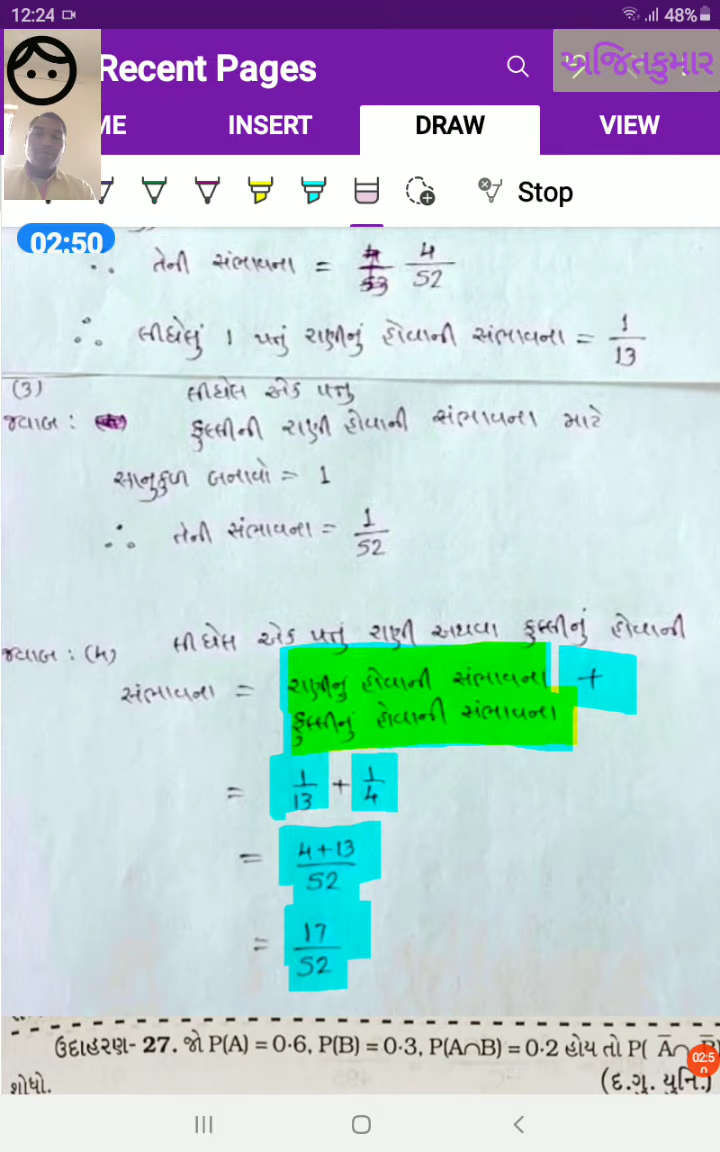 12:24
48%
Recent Pages
અજિતકુમાર
ME
INSERT
DRAW
VIEW
Stop
02:50
∴ તેની સંભાવના = 4/52
∴ લીધેલું 1 પત્તું રાણીનું હોવાની સંભાવના = 1/13
(3) લીધેલ એક પત્તુ
જવાબ : ફુલ્લીની રાણી હોવાની સંભાવના માટે
સાનુકુળ બનાવો = 1
∴ તેની સંભાવના = 1/52
લીધેલ એક પત્તું રાણી અથવા ફુલ્લીનું હોવાની
જવાબ : (4)
સંભાવના = રાણીનુ હોવાની સંભાવના +
ફુલ્લીનું હોવાની સંભાવના
= 1/13 + 1/4
= 4+13/52
= 17/52
ઉદાહરણ- 27. જો P(A) = 0·6, P(B) = 0·3, P(A∩B) = 0·2 હોય તો P( A̅∩ B̅)
શોધો. (દ.ગુ. યુનિ.)
02:50